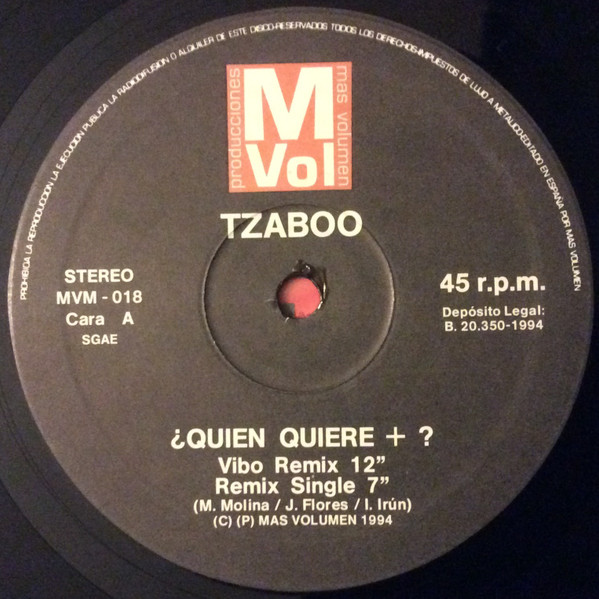 PROHIBIDA LA REPRODUCCION LA EJECUCION PUBLICA LA RADIODIFUSION O ALQUILER DE ESTE DISCO-RESERVADOS TODOS LOS DERECHOS-IMPUESTOS DE LUJO A METALICO-EDITADO EN ESPAÑA POR MAS VOLUMEN
producciones
M
Vol
mas volumen
TZABOO
STEREO
MVM - 018
Cara A
SGAE
45 r.p.m.
Depósito Legal:
B. 20.350-1994
¿QUIEN QUIERE + ?
Vibo Remix 12”
Remix Single 7”
(M. Molina / J. Flores / I. Irún)
(C) (P) MAS VOLUMEN 1994